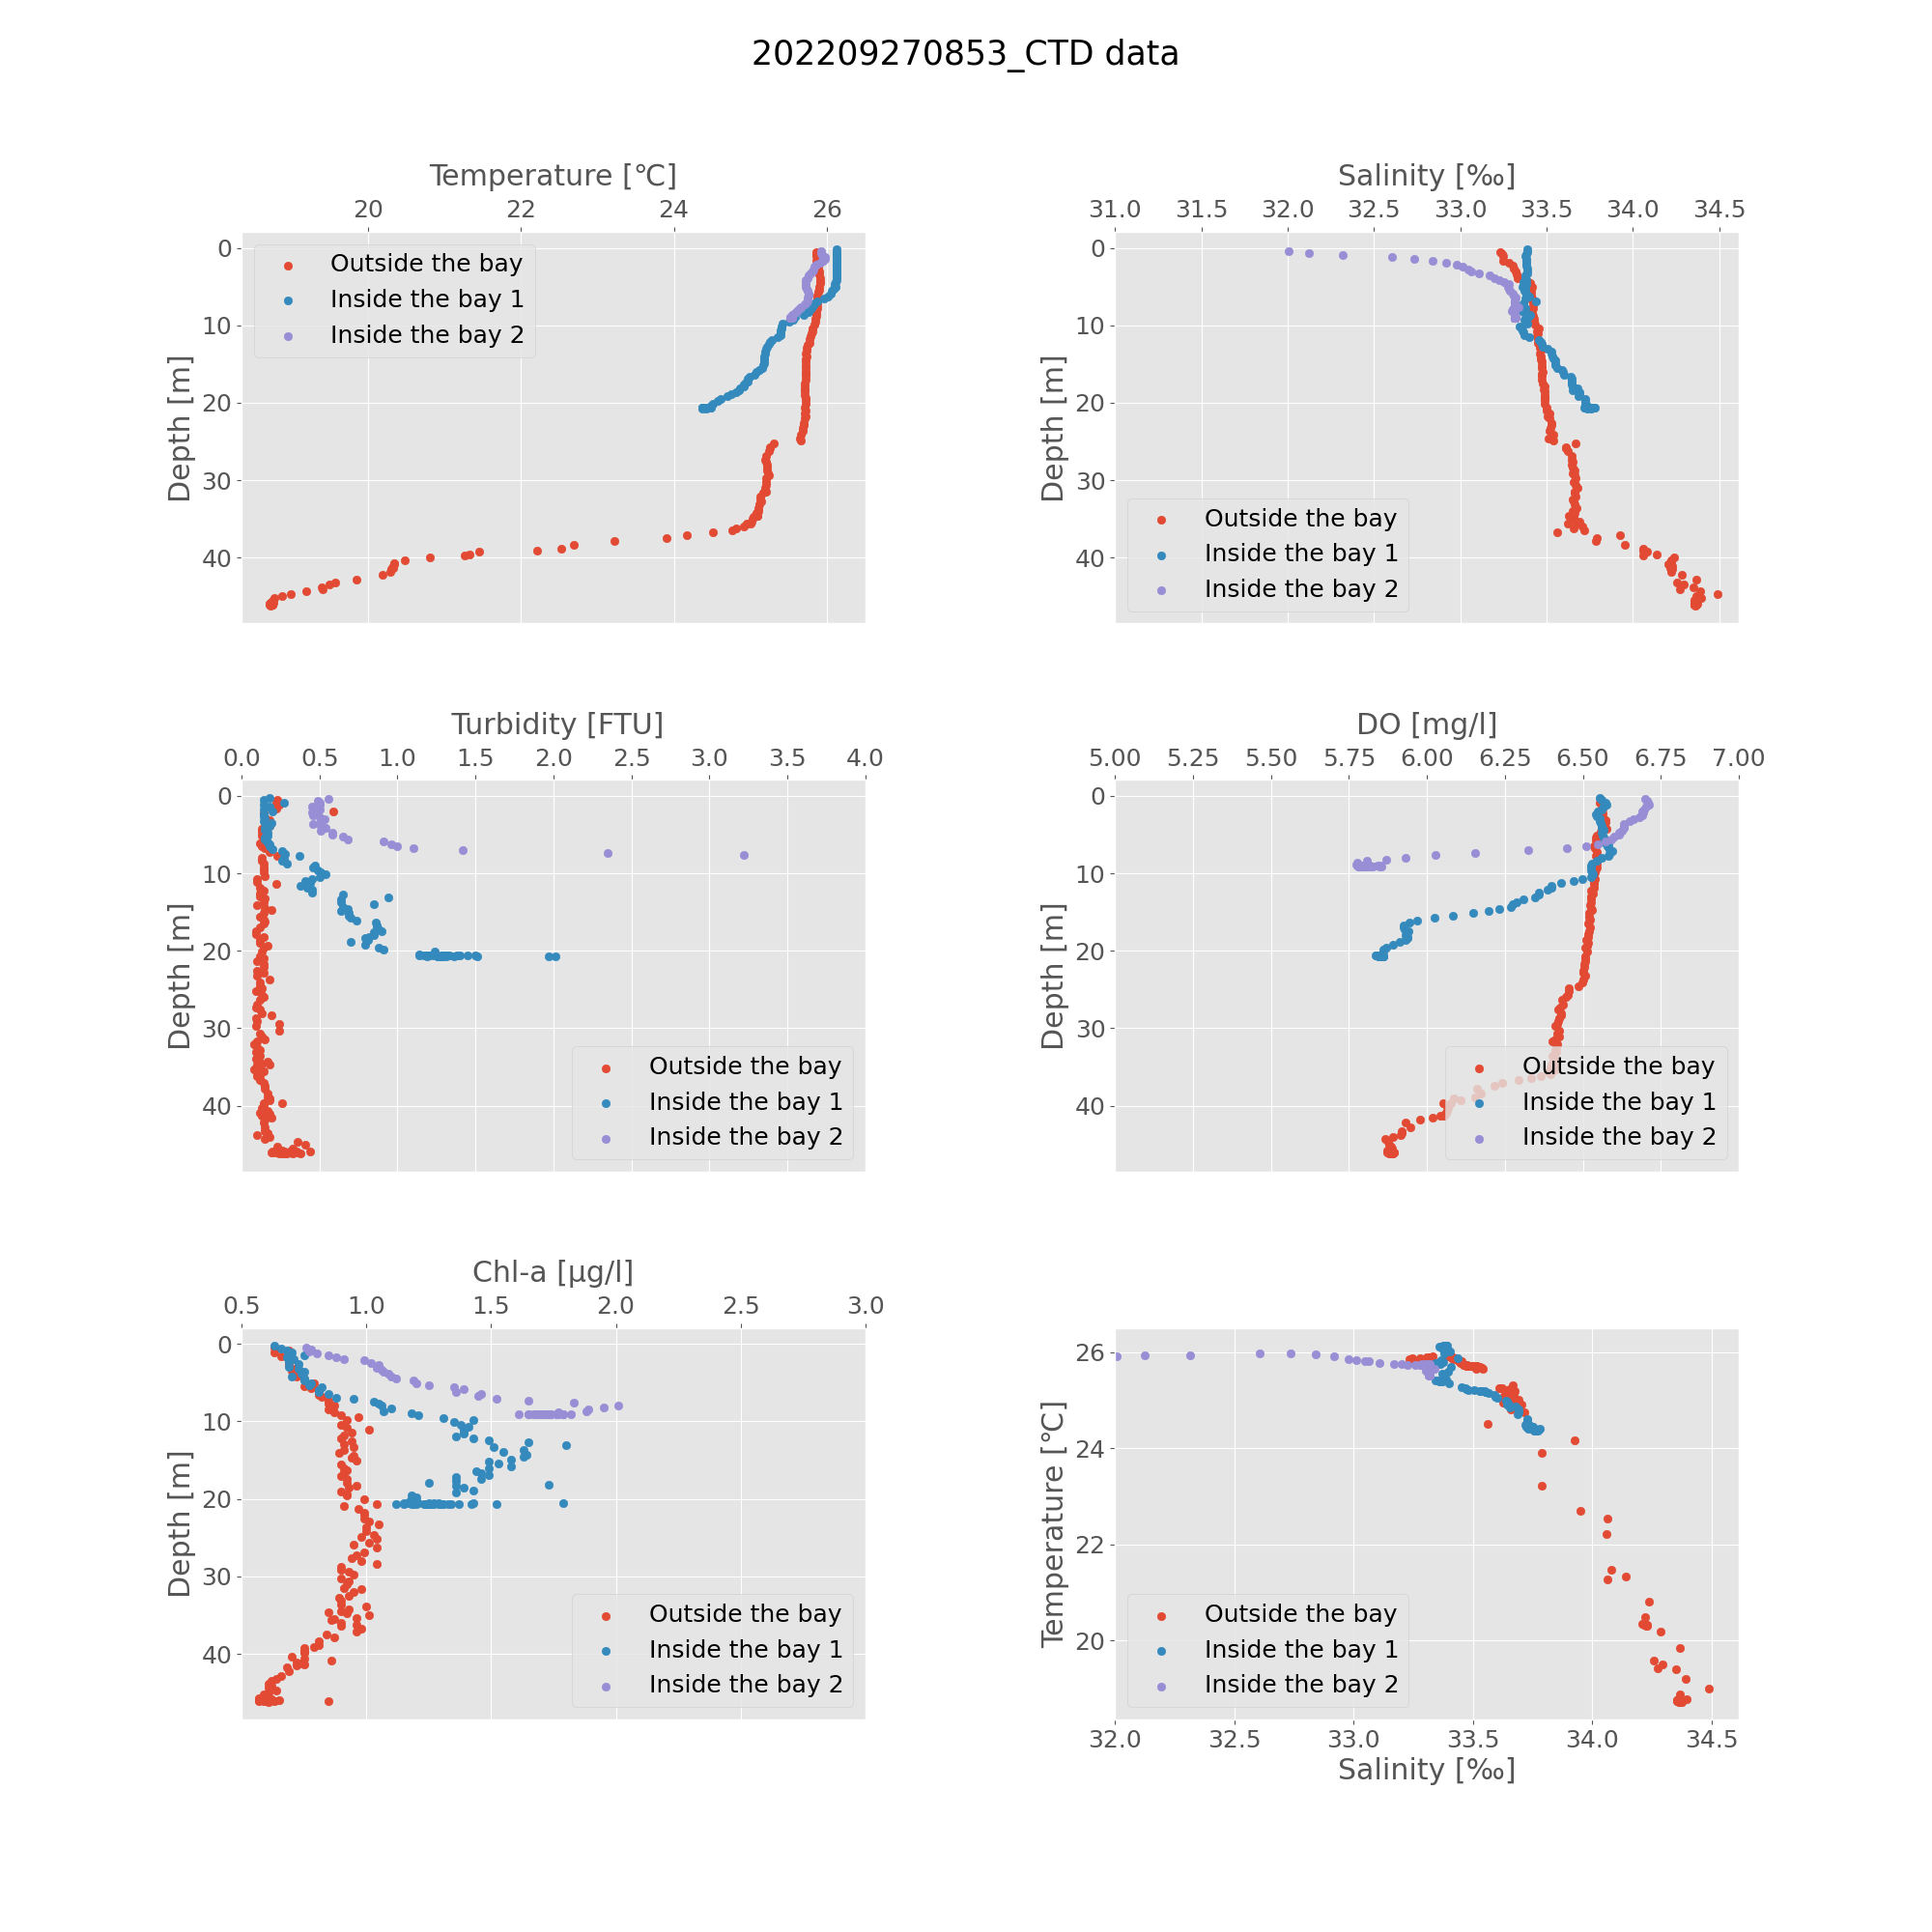 202209270853_CTD data
Temperature [℃]
20 22 24 26
0
10
20
30
40
Depth [m]
Outside the bay
Inside the bay 1
Inside the bay 2
Salinity [‰]
31.0 31.5 32.0 32.5 33.0 33.5 34.0 34.5
0
10
20
30
40
Depth [m]
Outside the bay
Inside the bay 1
Inside the bay 2
Turbidity [FTU]
0.0 0.5 1.0 1.5 2.0 2.5 3.0 3.5 4.0
0
10
20
30
40
Depth [m]
Outside the bay
Inside the bay 1
Inside the bay 2
DO [mg/l]
5.00 5.25 5.50 5.75 6.00 6.25 6.50 6.75 7.00
0
10
20
30
40
Depth [m]
Outside the bay
Inside the bay 1
Inside the bay 2
Chl-a [μg/l]
0.5 1.0 1.5 2.0 2.5 3.0
0
10
20
30
40
Depth [m]
Outside the bay
Inside the bay 1
Inside the bay 2
26
24
22
20
Temperature [℃]
Outside the bay
Inside the bay 1
Inside the bay 2
32.0 32.5 33.0 33.5 34.0 34.5
Salinity [‰]